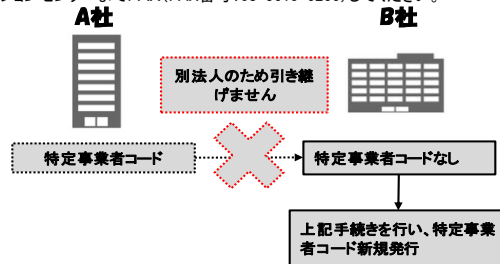 A社
B社
別法人のため引き継
げません
特定事業者コード
特定事業者コードなし
上記手続きを行い、特定事業
者コード新規発行